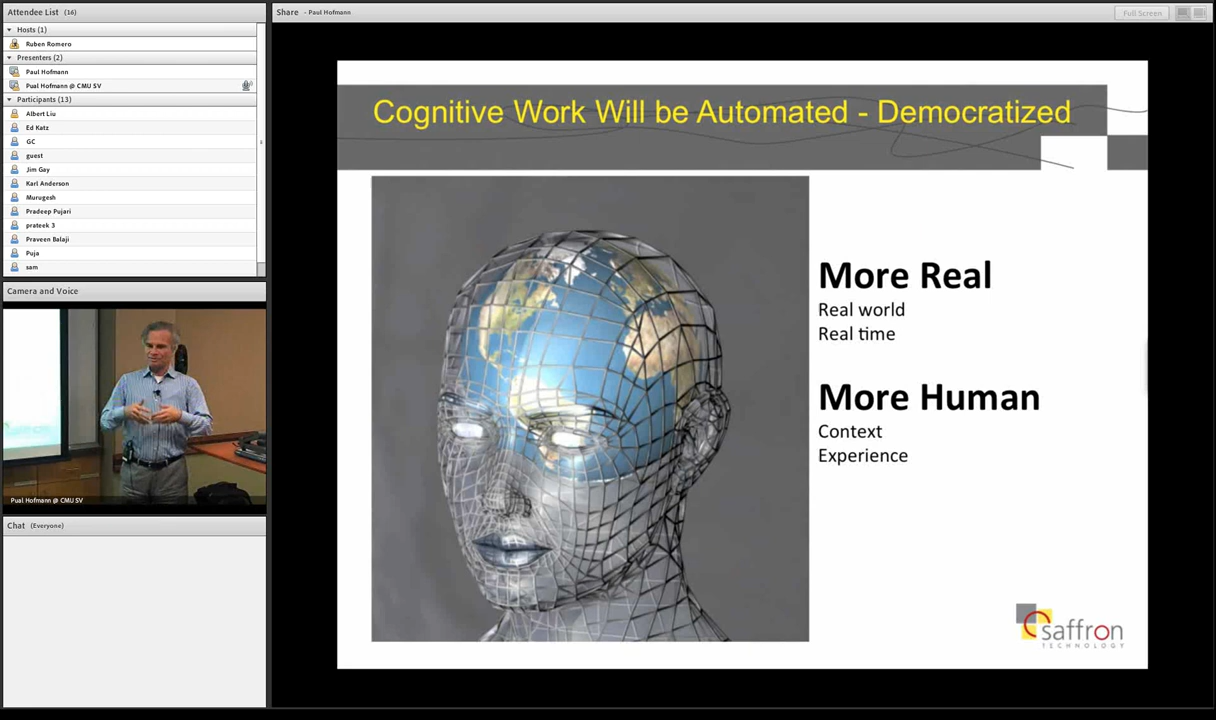 Attendee List (16)
Hosts (1)
Ruben Romero
Presenters (2)
Paul Hofmann
Pual Hofmann @ CMU SV
Participants (13)
Albert Liu
Ed Katz
GC
guest
Jim Gay
Karl Anderson
Murugesh
Pradeep Pujari
prateek 3
Praveen Balaji
Puja
sam
Camera and Voice
Pual Hofmann @ CMU SV
Chat (Everyone)
Share - Paul Hofmann
Full Screen
Cognitive Work Will be Automated - Democratized
More Real
Real world
Real time
More Human
Context
Experience
saffron
TECHNOLOGY